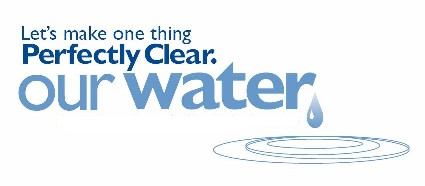 Let's make one thing
Perfectly Clear.
our water